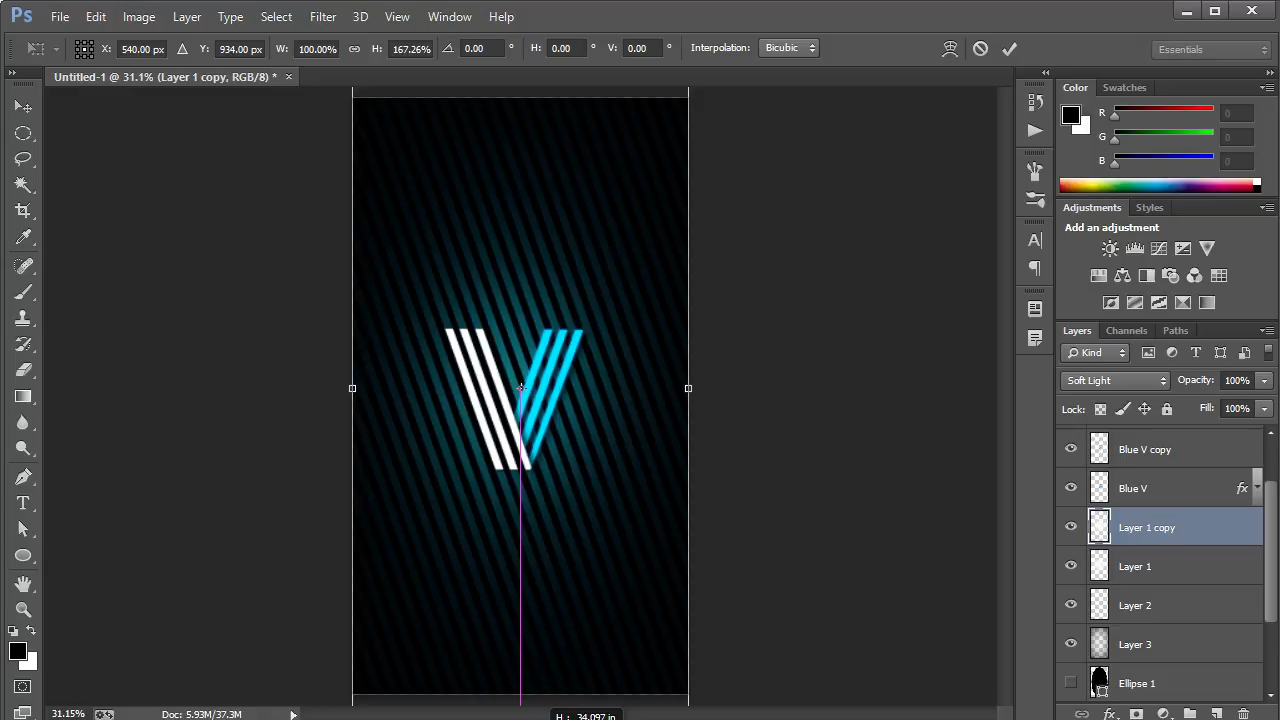 Ps File Edit Image Layer Type Select Filter 3D View Window Help
X: 540.00 px Y: 934.00 px W: 100.00% H: 167.26% 0.00 ° H: 0.00 ° V: 0.00 ° Interpolation: Bicubic Essentials
Untitled-1 @ 31.1% (Layer 1 copy, RGB/8) * ×
Color Swatches
R 0
G 0
B 0
Adjustments Styles
Add an adjustment
Layers Channels Paths
Kind
Soft Light Opacity: 100%
Lock: Fill: 100%
Blue V copy
Blue V fx
Layer 1 copy
Layer 1
Layer 2
Layer 3
Ellipse 1
31.15% Doc: 5.93M/37.3M
H : 34.097 in
fx